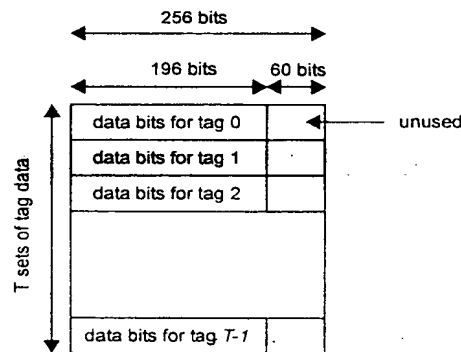 256 bits
196 bits 60 bits
data bits for tag 0 unused
data bits for tag 1
data bits for tag 2
T sets of tag data
data bits for tag T-1